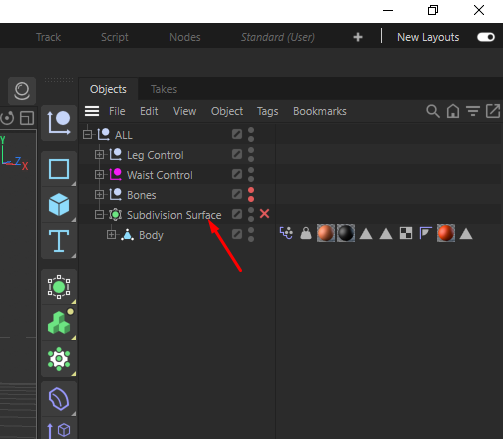 Track Script Nodes Standard (User) New Layouts
Objects Takes
File Edit View Object Tags Bookmarks
ALL
Leg Control
Waist Control
Bones
Subdivision Surface
Body
Y
Z X